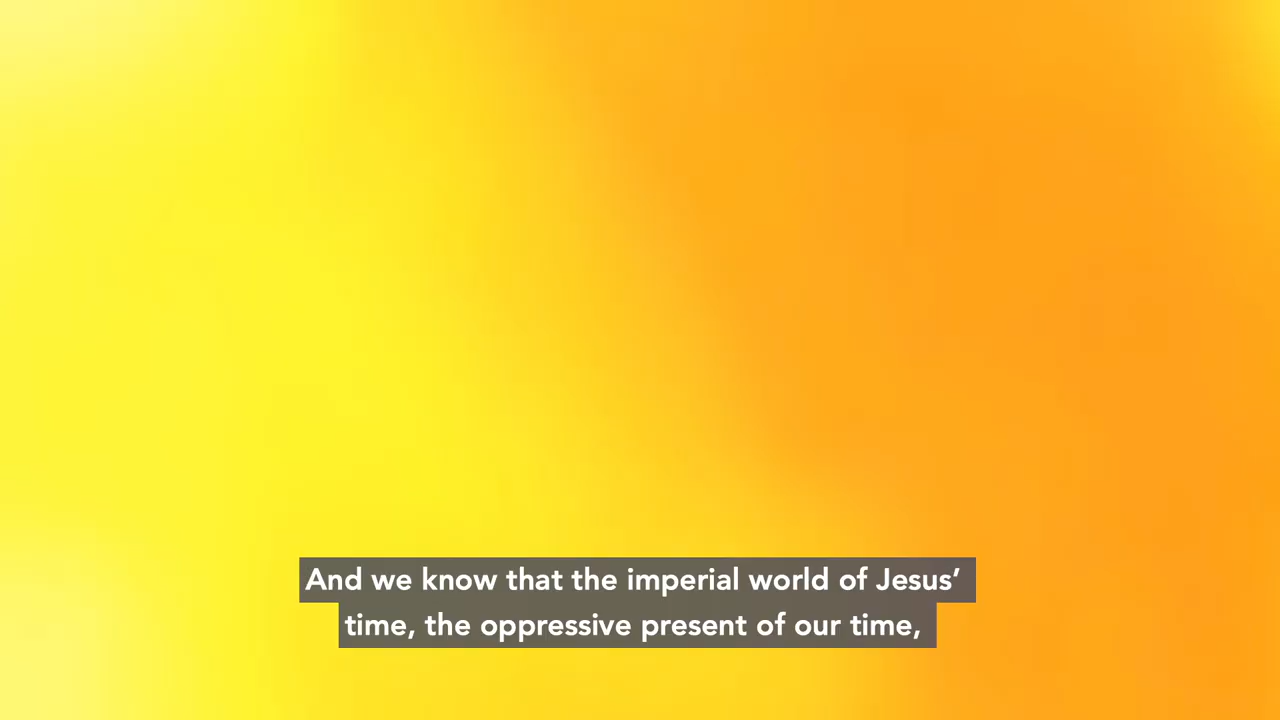 And we know that the imperial world of Jesus’
time, the oppressive present of our time,